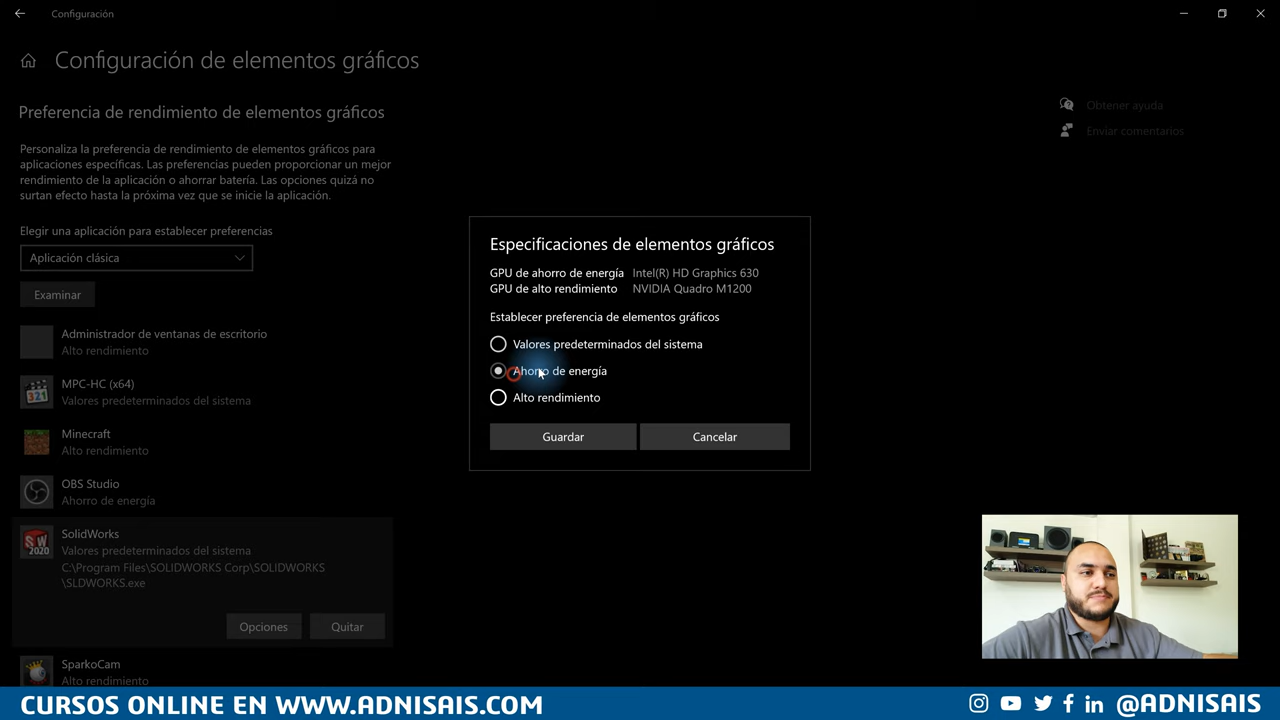 Configuración
Configuración de elementos gráficos
Preferencia de rendimiento de elementos gráficos
Personaliza la preferencia de rendimiento de elementos gráficos para
aplicaciones específicas. Las preferencias pueden proporcionar un mejor
rendimiento de la aplicación o ahorrar batería. Las opciones quizá no
surtan efecto hasta la próxima vez que se inicie la aplicación.
Elegir una aplicación para establecer preferencias
Aplicación clásica
Examinar
Administrador de ventanas de escritorio
Alto rendimiento
MPC-HC (x64)
Valores predeterminados del sistema
Minecraft
Alto rendimiento
OBS Studio
Ahorro de energía
SW
2020
SolidWorks
Valores predeterminados del sistema
C:\Program Files\SOLIDWORKS Corp\SOLIDWORKS
\SLDWORKS.exe
Opciones
Quitar
SparkoCam
Alto rendimiento
Obtener ayuda
Enviar comentarios
Especificaciones de elementos gráficos
GPU de ahorro de energía Intel(R) HD Graphics 630
GPU de alto rendimiento NVIDIA Quadro M1200
Establecer preferencia de elementos gráficos
Valores predeterminados del sistema
Ahorro de energía
Alto rendimiento
Guardar
Cancelar
CURSOS ONLINE EN WWW.ADNISAIS.COM
@ADNISAIS